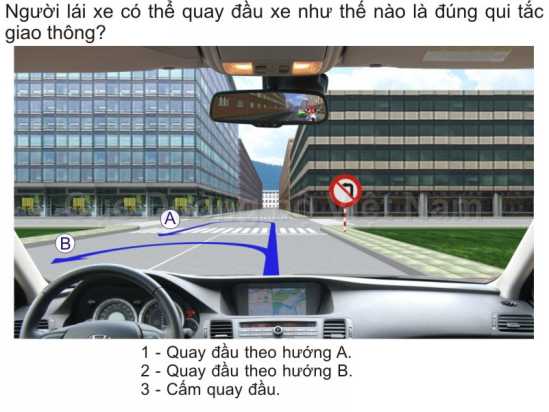 Người lái xe có thể quay đầu xe như thế nào là đúng qui tắc
giao thông?
A
B
1 - Quay đầu theo hướng A.
2 - Quay đầu theo hướng B.
3 - Cấm quay đầu.